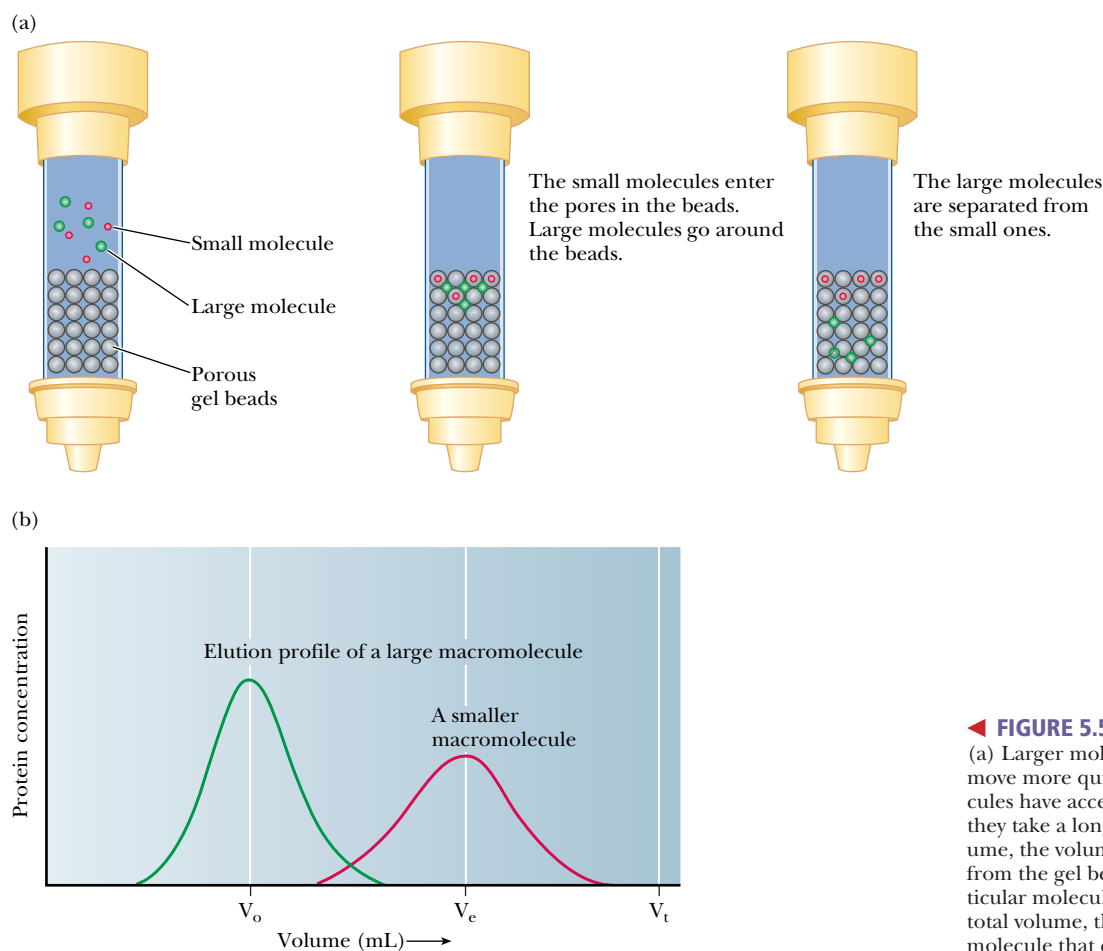 (a)
Small molecule
Large molecule
Porous
gel beads
The small molecules enter
the pores in the beads.
Large molecules go around
the beads.
The large molecules
are separated from
the small ones.
(b)
Protein concentration
Elution profile of a large macromolecule
A smaller
macromolecule
Vo
Ve
Vt
Volume (mL)
◀ FIGURE 5.5
(a) Larger mol
move more qui
cules have acce
they take a long
ume, the volum
from the gel be
ticular molecul
total volume, th
molecule that